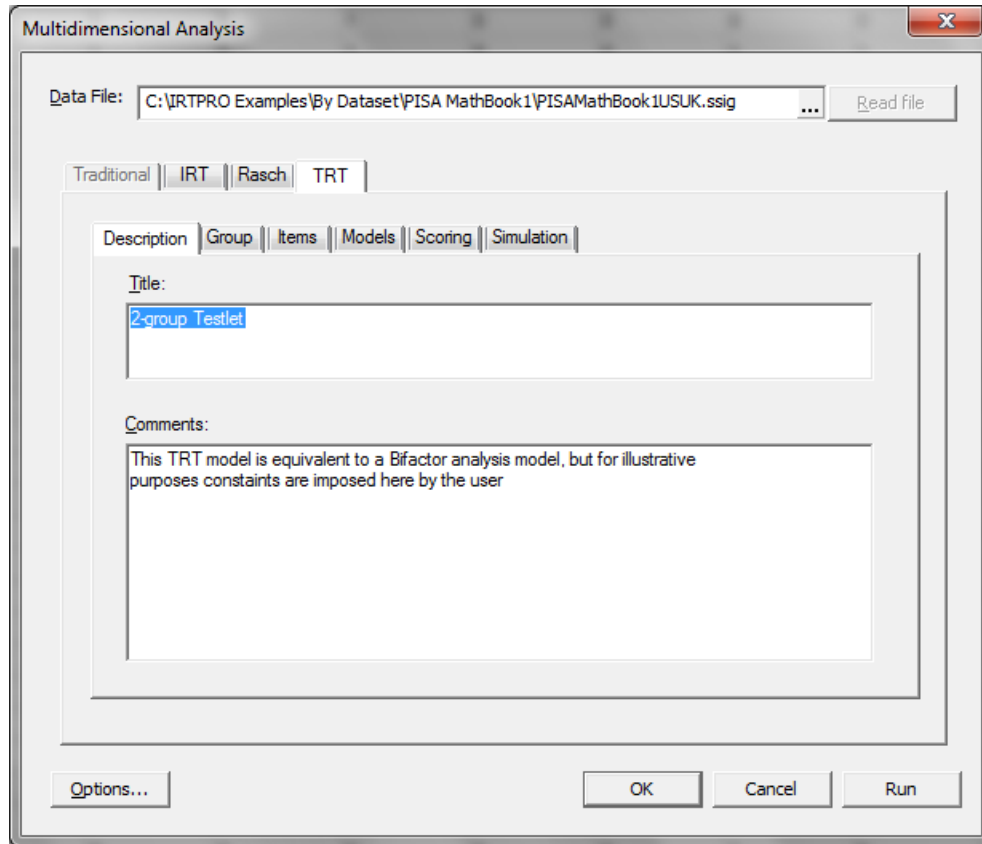 Multidimensional Analysis
x
Data File: C:\IRTPRO Examples\By Dataset\PISA MathBook1\PISAMathBook1USUK.ssig ... Read file
Traditional IRT Rasch TRT
Description Group Items Models Scoring Simulation
Title:
2-group Testlet
Comments:
This TRT model is equivalent to a Bifactor analysis model, but for illustrative
purposes constaints are imposed here by the user
Options... OK Cancel Run